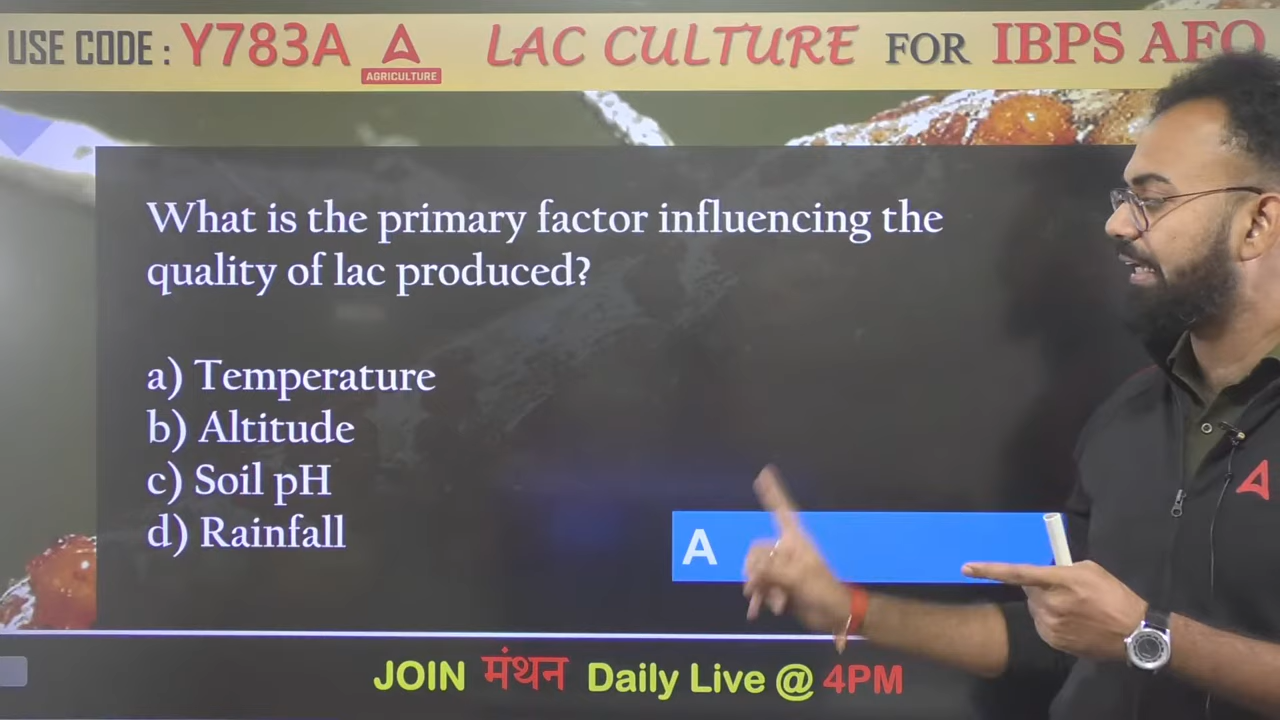 USE CODE : Y783A
AGRICULTURE
LAC CULTURE FOR IBPS AFO
What is the primary factor influencing the
quality of lac produced?
a) Temperature
b) Altitude
c) Soil pH
d) Rainfall
A
JOIN मंथन Daily Live @ 4PM